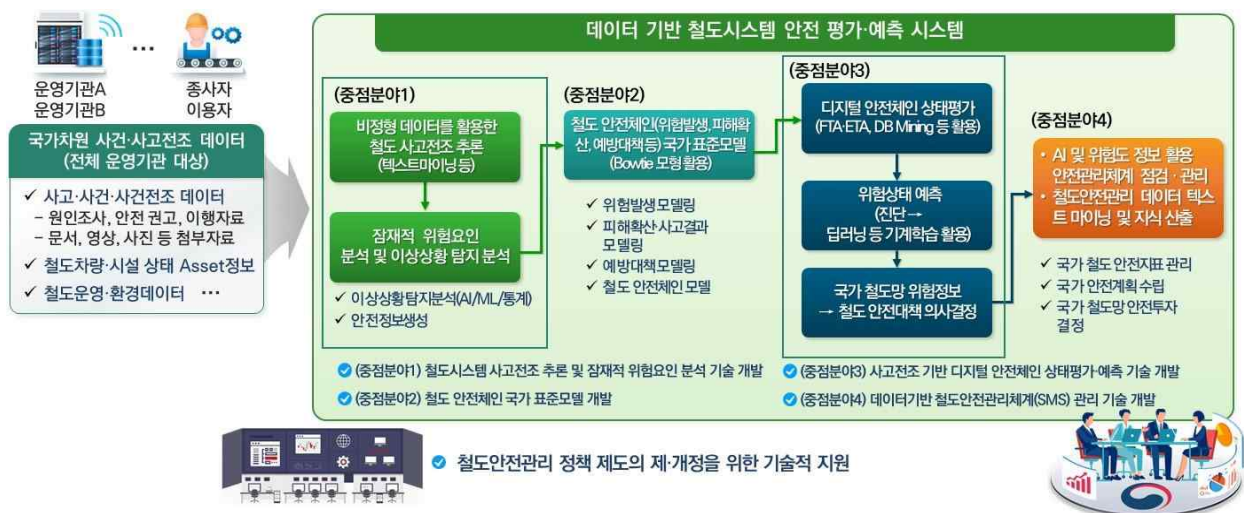 데이터 기반 철도시스템 안전 평가·예측 시스템
…
운영기관A
운영기관B
종사자
이용자
국가차원 사건·사고전조 데이터
(전체 운영기관 대상)
✓ 사고·사건·사건전조 데이터
– 원인조사, 안전 권고, 이행자료
– 문서, 영상, 사진 등 첨부자료
✓ 철도차량·시설 상태 Asset정보
✓ 철도운영·환경데이터 …
(중점분야1)
비정형 데이터를 활용한
철도 사고전조 추론
(텍스트마이닝 등)
잠재적 위험요인
분석 및 이상상황 탐지 분석
✓ 이상상황 탐지분석(AI/ML/통계)
✓ 안전정보생성
(중점분야2)
철도 안전체인(위험발생, 피해확
산, 예방대책 등) 국가 표준모델
(Bowtie 모형 활용)
✓ 위험발생 모델링
✓ 피해확산·사고결과
모델링
✓ 예방대책모델링
✓ 철도 안전체인 모델
(중점분야3)
디지털 안전체인 상태평가
(FTA·ETA, DB Mining 등 활용)
위험상태 예측
(진단 →
딥러닝 등 기계학습 활용)
국가 철도망 위험정보
→ 철도 안전대책 의사결정
(중점분야4)
• AI 및 위험도 정보 활용
안전관리체계 점검·관리
• 철도안전관리 데이터 텍스
트 마이닝 및 지식 산출
✓ 국가 철도 안전지표 관리
✓ 국가 안전계획 수립
✓ 국가 철도망 안전투자
결정
(중점분야1) 철도시스템 사고전조 추론 및 잠재적 위험요인 분석 기술 개발
(중점분야2) 철도 안전체인 국가 표준모델 개발
(중점분야3) 사고전조 기반 디지털 안전체인 상태평가·예측 기술 개발
(중점분야4) 데이터기반 철도안전관리체계(SMS) 관리 기술 개발
철도안전관리 정책 제도의 제·개정을 위한 기술적 지원